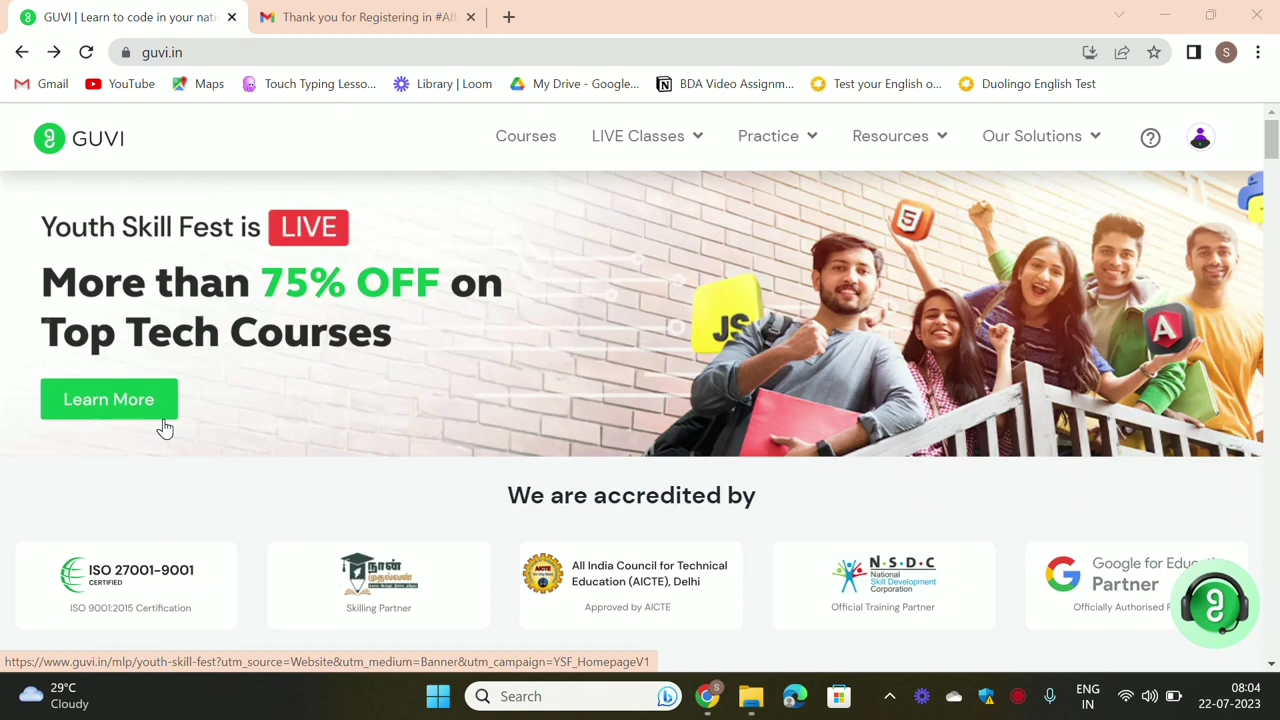 GUVI | Learn to code in your nati
Thank you for Registering in #AI
guvi.in
S
Gmail
YouTube
Maps
Touch Typing Lesso...
Library | Loom
My Drive - Google...
BDA Video Assignm...
Test your English o...
Duolingo English Test
GUVI
Courses
LIVE Classes
Practice
Resources
Our Solutions
Youth Skill Fest is LIVE
More than 75% OFF on
Top Tech Courses
Learn More
JS
5
A
We are accredited by
ISO 27001-9001
CERTIFIED
ISO 9001:2015 Certification
நான்
முதல்வன்
Skilling Partner
AICTE
All India Council for Technical
Education (AICTE), Delhi
Approved by AICTE
N·S·D·C
National
Skill Development
Corporation
Official Training Partner
Google for Educ
Partner
Officially Authorised P
https://www.guvi.in/mlp/youth-skill-fest?utm_source=Website&utm_medium=Banner&utm_campaign=YSF_HomepageV1
29°C
Cloudy
Search
S
ENG
IN
08:04
22-07-2023